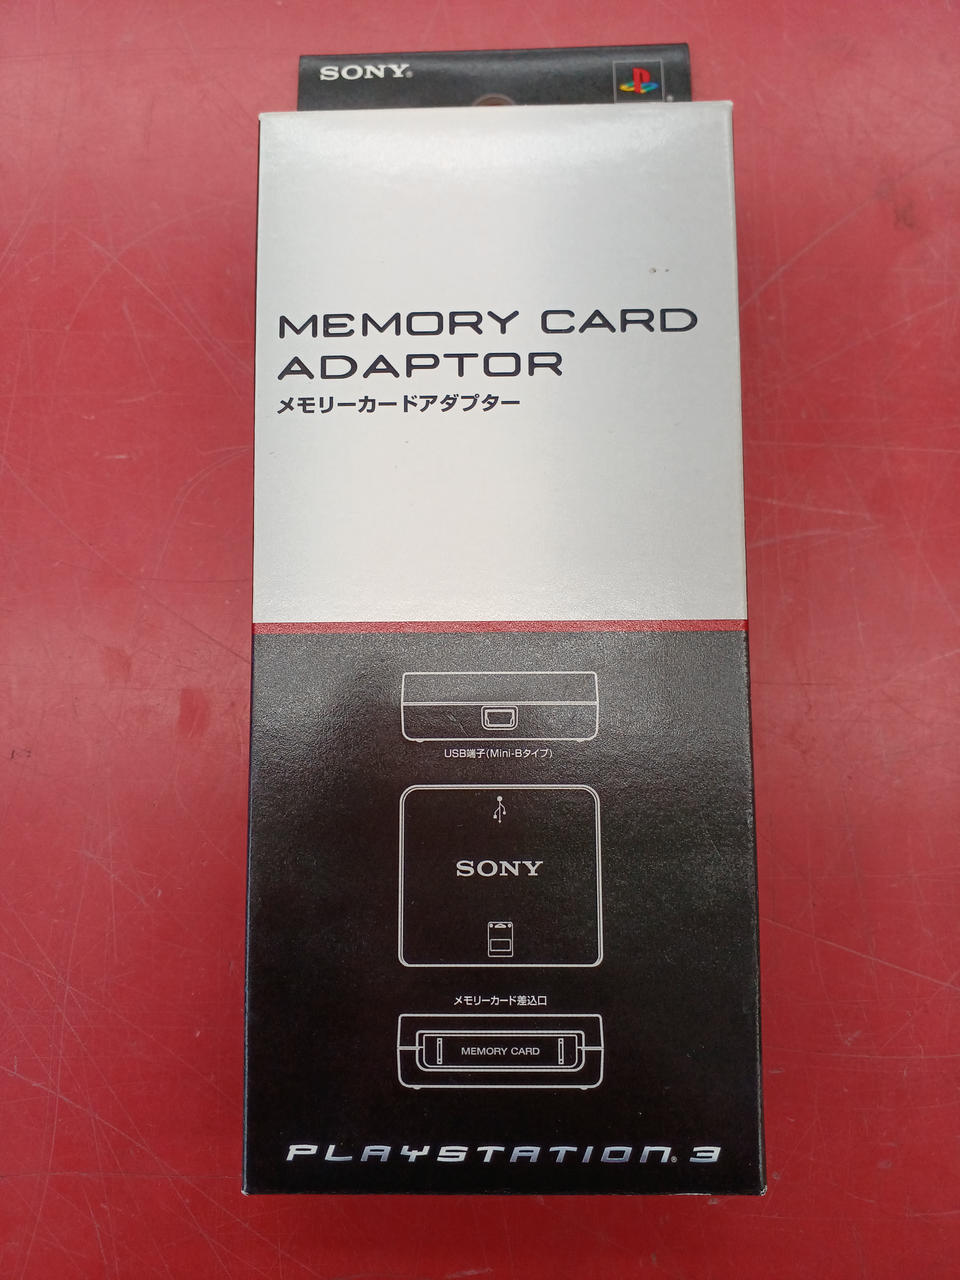 SONY®
®
MEMORY CARD
ADAPTOR
メモリーカードアダプター
USB端子(Mini-Bタイプ)
SONY
メモリーカード差込口
MEMORY CARD
PLAYSTATION® 3